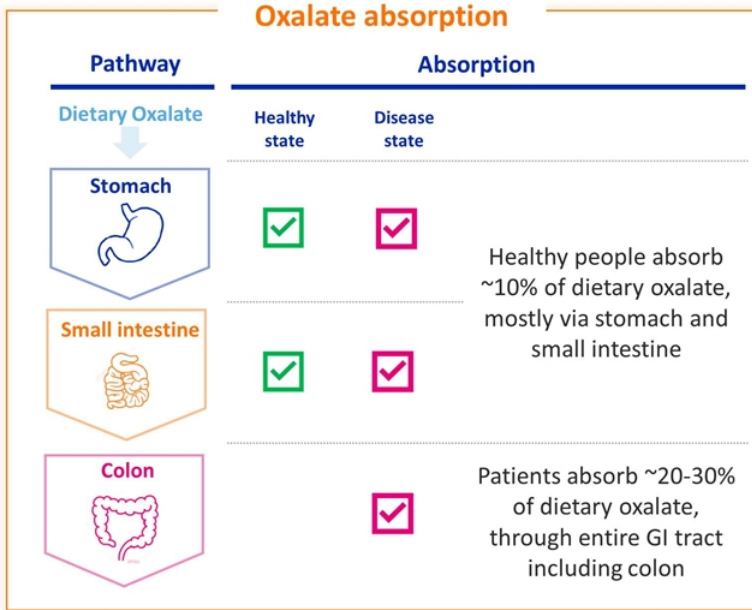 Oxalate absorption
Pathway
Absorption
Dietary Oxalate
Healthy
state
Disease
state
Stomach
Healthy people absorb
~10% of dietary oxalate,
mostly via stomach and
small intestine
Small intestine
Colon
Patients absorb ~20-30%
of dietary oxalate,
through entire GI tract
including colon